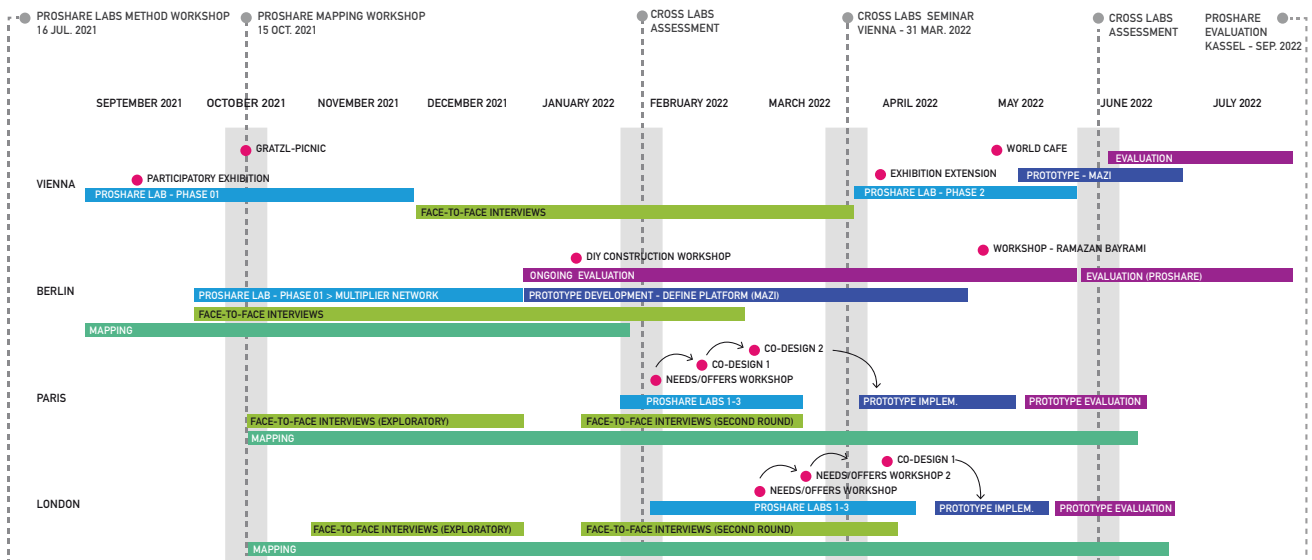 PROSHARE LABS METHOD WORKSHOP
16 JUL. 2021
PROSHARE MAPPING WORKSHOP
15 OCT. 2021
CROSS LABS
ASSESSMENT
CROSS LABS SEMINAR
VIENNA - 31 MAR. 2022
CROSS LABS
ASSESSMENT
PROSHARE
EVALUATION
KASSEL - SEP. 2022
SEPTEMBER 2021
OCTOBER 2021
NOVEMBER 2021
DECEMBER 2021
JANUARY 2022
FEBRUARY 2022
MARCH 2022
APRIL 2022
MAY 2022
JUNE 2022
JULY 2022
VIENNA
GRATZL-PICNIC
WORLD CAFE
EVALUATION
PARTICIPATORY EXHIBITION
EXHIBITION EXTENSION
PROTOTYPE - MAZI
PROSHARE LAB - PHASE 01
PROSHARE LAB - PHASE 2
FACE-TO-FACE INTERVIEWS
BERLIN
WORKSHOP - RAMAZAN BAYRAMI
DIY CONSTRUCTION WORKSHOP
ONGOING EVALUATION
EVALUATION (PROSHARE)
PROSHARE LAB - PHASE 01 > MULTIPLIER NETWORK
PROTOTYPE DEVELOPMENT - DEFINE PLATFORM (MAZI)
FACE-TO-FACE INTERVIEWS
MAPPING
PARIS
CO-DESIGN 2
CO-DESIGN 1
NEEDS/OFFERS WORKSHOP
PROSHARE LABS 1-3
PROTOTYPE IMPLEM.
PROTOTYPE EVALUATION
FACE-TO-FACE INTERVIEWS (EXPLORATORY)
FACE-TO-FACE INTERVIEWS (SECOND ROUND)
MAPPING
LONDON
CO-DESIGN 1
NEEDS/OFFERS WORKSHOP 2
NEEDS/OFFERS WORKSHOP
PROSHARE LABS 1-3
PROTOTYPE IMPLEM.
PROTOTYPE EVALUATION
FACE-TO-FACE INTERVIEWS (EXPLORATORY)
FACE-TO-FACE INTERVIEWS (SECOND ROUND)
MAPPING